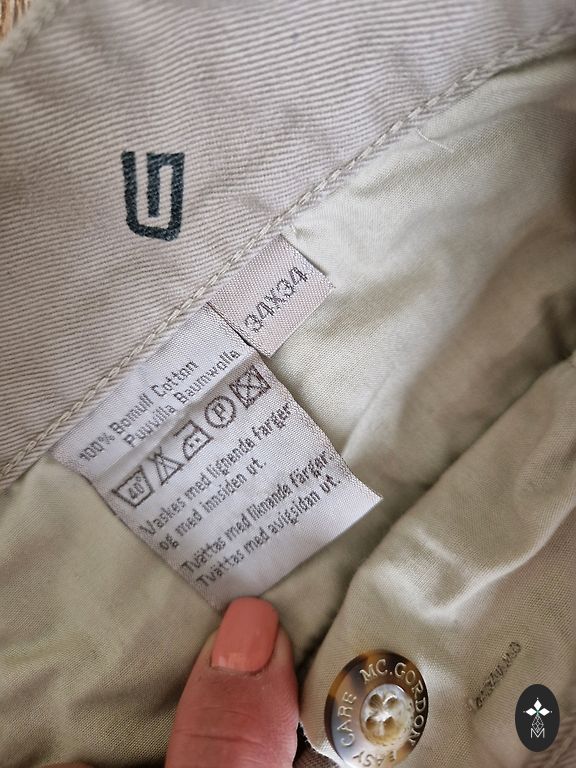 34X34
100% Bomull Cotton
Puuvilla Baumwolle
40° P
Vaskes med lignende farger
og med innsiden ut.
Tvättas med liknande färger.
Tvättas med avigsidan ut.
MC. GORDON
EASY CARE
M